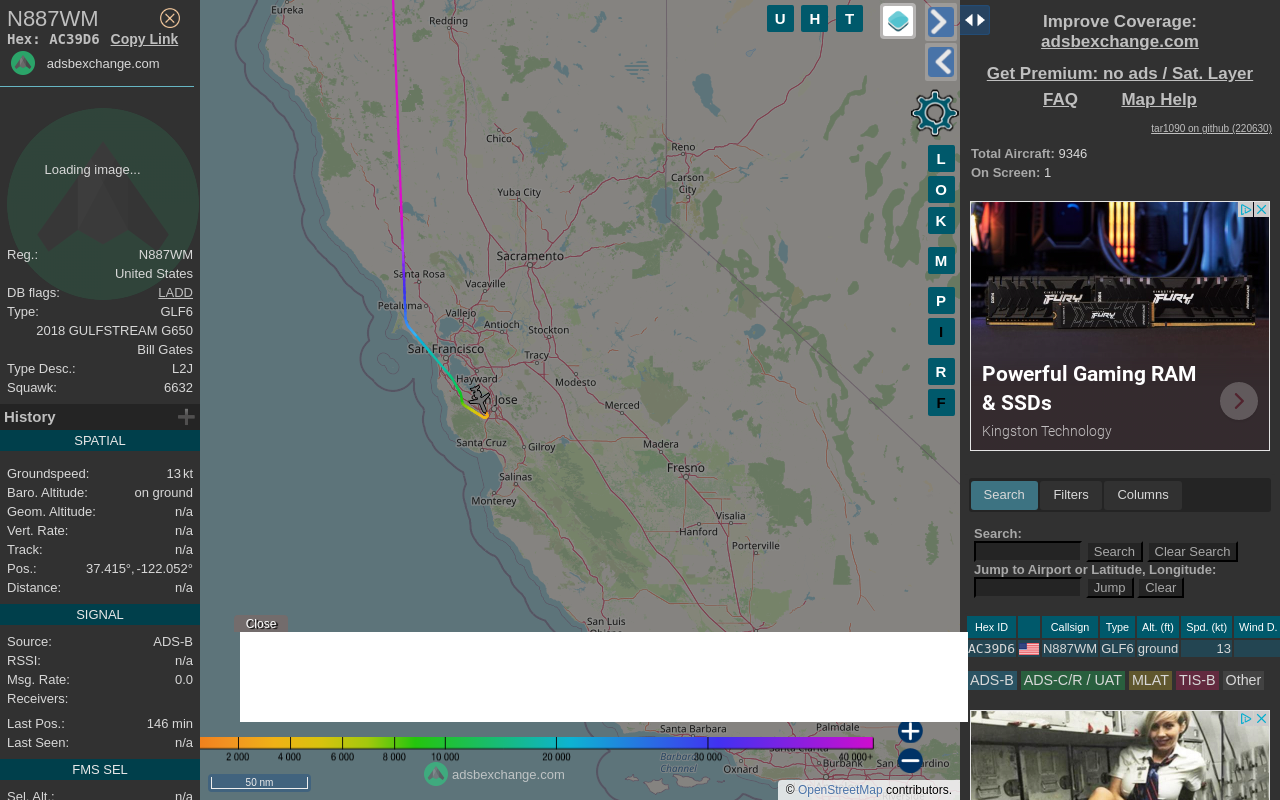 N887WM
Hex: AC39D6 Copy Link
adsbexchange.com
Loading image...
Reg.: N887WM
United States
DB flags: LADD
Type: GLF6
2018 GULFSTREAM G650
Bill Gates
Type Desc.: L2J
Squawk: 6632
History
SPATIAL
Groundspeed: 13 kt
Baro. Altitude: on ground
Geom. Altitude: n/a
Vert. Rate: n/a
Track: n/a
Pos.: 37.415°, -122.052°
Distance: n/a
SIGNAL
Source: ADS-B
RSSI: n/a
Msg. Rate: 0.0
Receivers:
Last Pos.: 146 min
Last Seen: n/a
FMS SEL
Sel. Alt.: n/a
Eureka
Redding
Chico
Reno
Carson
City
Yuba City
Sacramento
Santa Rosa
Vacaville
Petaluma
Vallejo
Antioch
Stockton
San Francisco
Tracy
Hayward
Modesto
Jose
Merced
Santa Cruz
Gilroy
Madera
Fresno
Salinas
Monterey
Visalia
Hanford
Porterville
San Luis
Close
Santa Barbara
Palmdale
Santa Clarita
Channel
Oxnard
Burbank
2 000 4 000 6 000 8 000 10 000 20 000 30 000 40 000+
adsbexchange.com
50 nm
© OpenStreetMap contributors.
U H T
L
O
K
M
P
I
R
F
Improve Coverage:
adsbexchange.com
Get Premium: no ads / Sat. Layer
FAQ Map Help
tar1090 on github (220630)
Total Aircraft: 9346
On Screen: 1
FURY
FURY
FURY
Powerful Gaming RAM
& SSDs
Kingston Technology
Search Filters Columns
Search:
Search Clear Search
Jump to Airport or Latitude, Longitude:
Jump Clear
Hex ID Callsign Type Alt. (ft) Spd. (kt) Wind D.
AC39D6 N887WM GLF6 ground 13
ADS-B ADS-C/R / UAT MLAT TIS-B Other